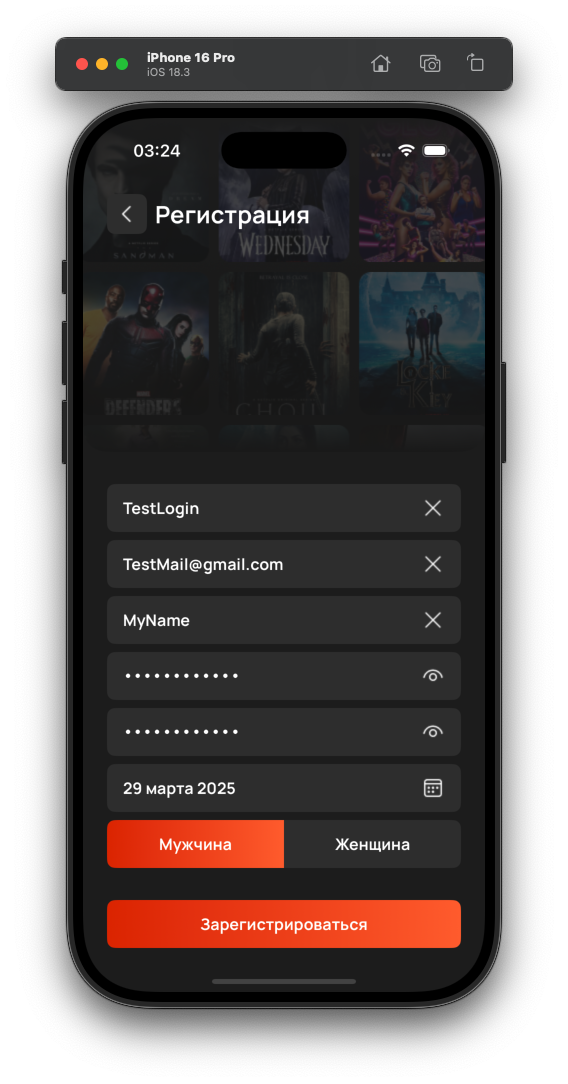 iPhone 16 Pro
iOS 18.3
03:24
Регистрация
SANDMAN
WEDNESDAY
MARVEL
DEFENDERS
GHOUL
Locke
Key
TestLogin
TestMail@gmail.com
MyName
••••••••••••
••••••••••••
29 марта 2025
Мужчина
Женщина
Зарегистрироваться